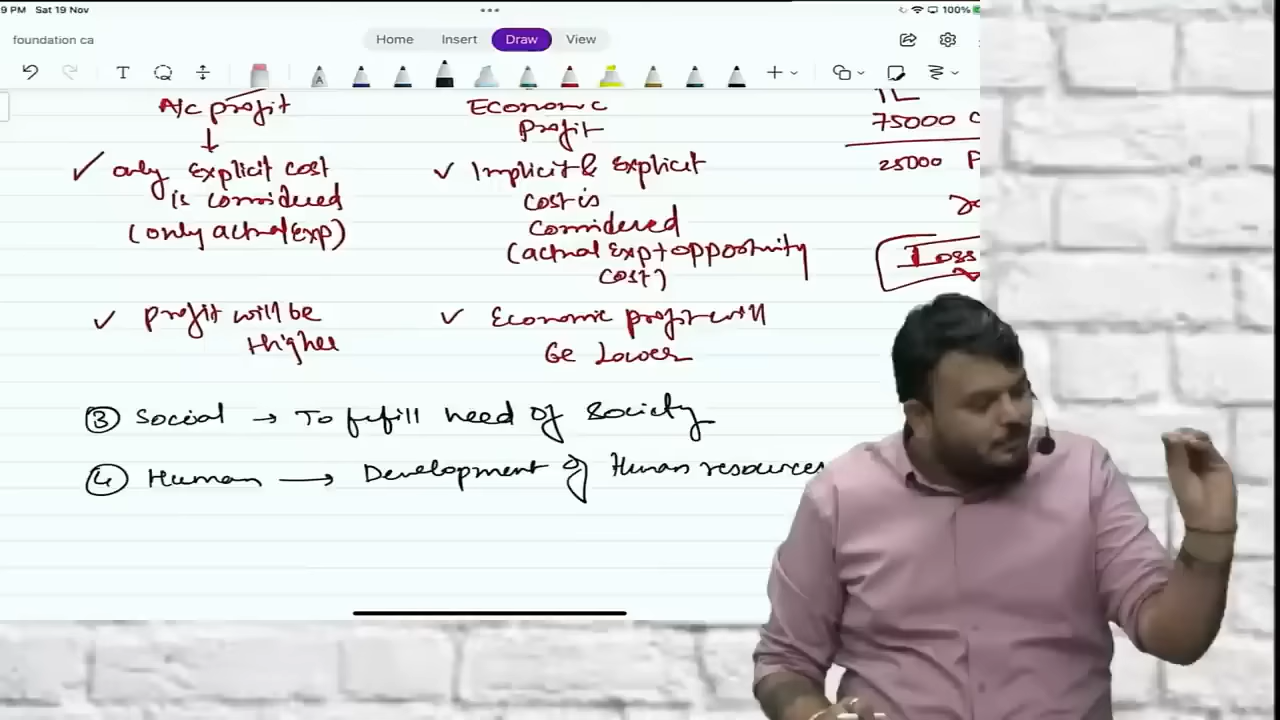 9 PM Sat 19 Nov
100%
foundation ca
Home Insert Draw View
A/c profit
Economic
Profit
only Explicit cost
is considered
(only actual Exp)
Implicit & Explicit
cost is
considered
(actual Exp + opportunity
cost)
Profit will be
Higher
Economic profit will
be Lower
1L
75000
25000 P
Loss
③ Social → To fulfill need of Society
④ Human → Development of Human resources